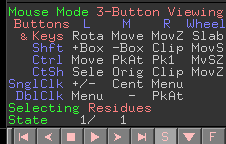 Mouse Mode 3-Button Viewing
Buttons L M R Wheel
& Keys Rota Move MovZ Slab
Shft +Box -Box Clip MovS
Ctrl Move PkAt Pk1 MvSZ
CtSh Sele Orig Clip MovZ
SnglClk +/- Cent Menu
DblClk Menu - PkAt
Selecting Residues
State 1/ 1
S F